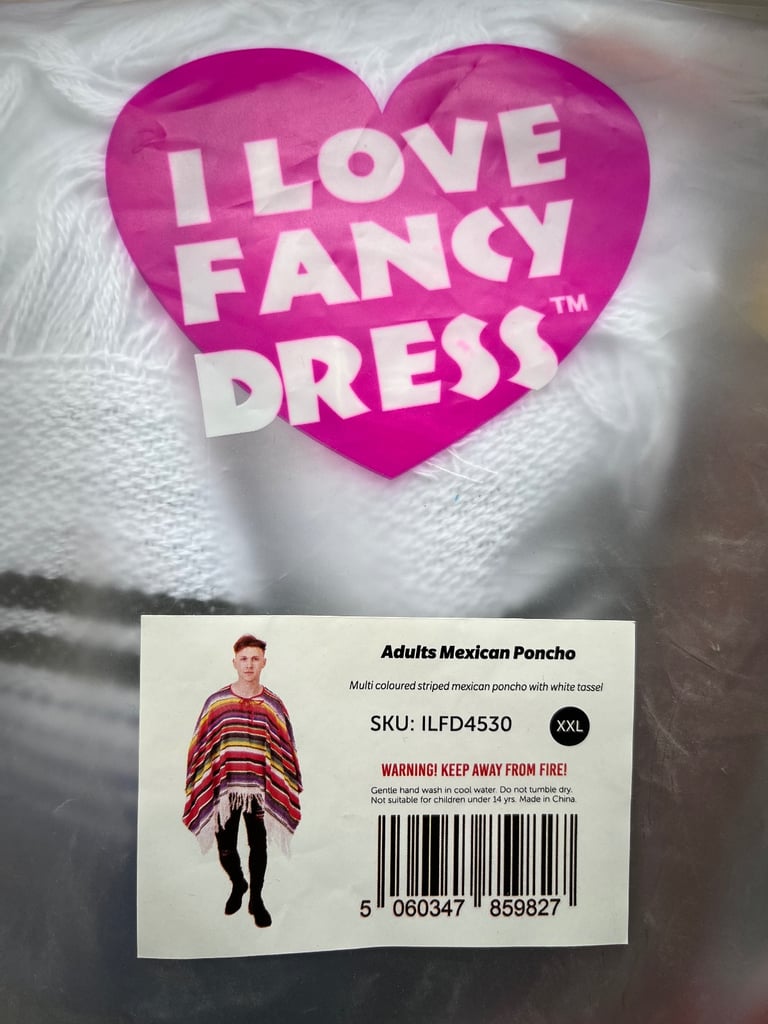 I LOVE
FANCY
DRESS™
Adults Mexican Poncho
Multi coloured striped mexican poncho with white tassel
SKU: ILFD4530 XXL
WARNING! KEEP AWAY FROM FIRE!
Gentle hand wash in cool water. Do not tumble dry.
Not suitable for children under 14 yrs. Made in China.
5 060347 859827